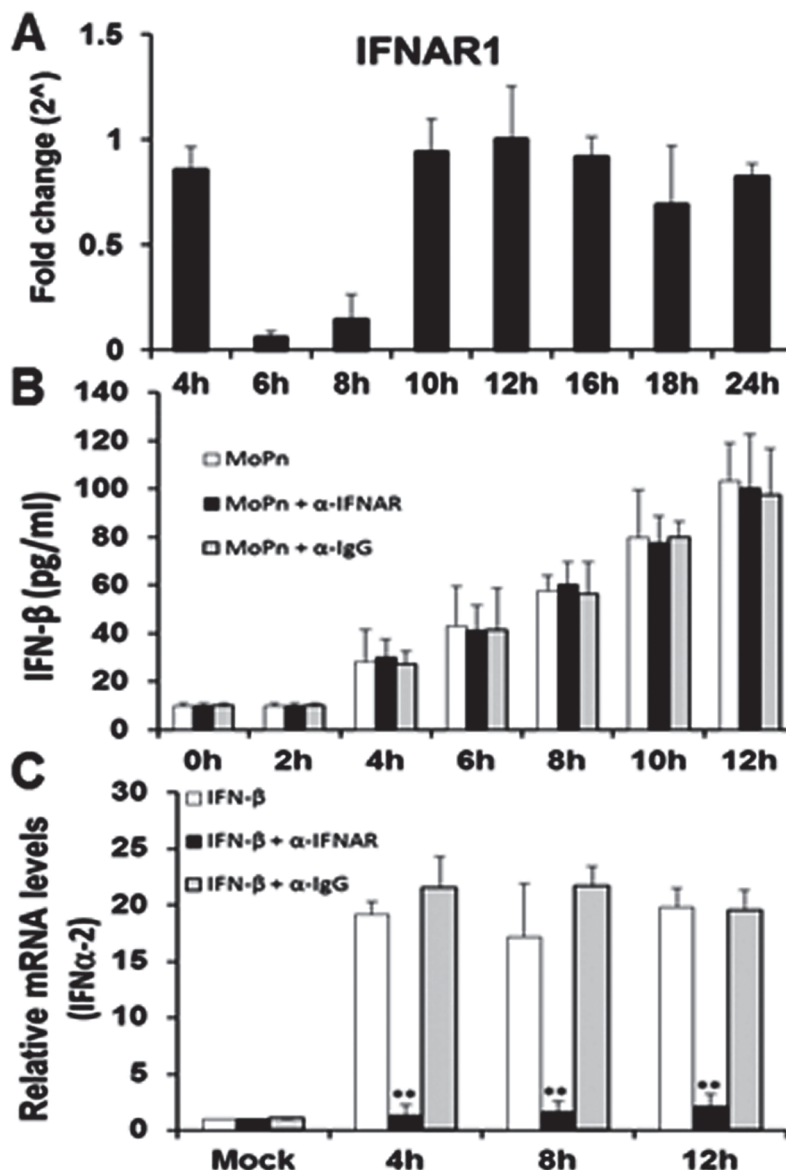 A
IFNAR1
Fold change (2^)
1.5
1
0.5
0
4h 6h 8h 10h 12h 16h 18h 24h
B
IFN-β (pg/ml)
140
120
100
80
60
40
20
0
MoPn
MoPn + α-IFNAR
MoPn + α-IgG
0h 2h 4h 6h 8h 10h 12h
C
Relative mRNA levels
(IFNα-2)
30
25
20
15
10
5
0
IFN-β
IFN-β + α-IFNAR
IFN-β + α-IgG
••
••
••
Mock 4h 8h 12h